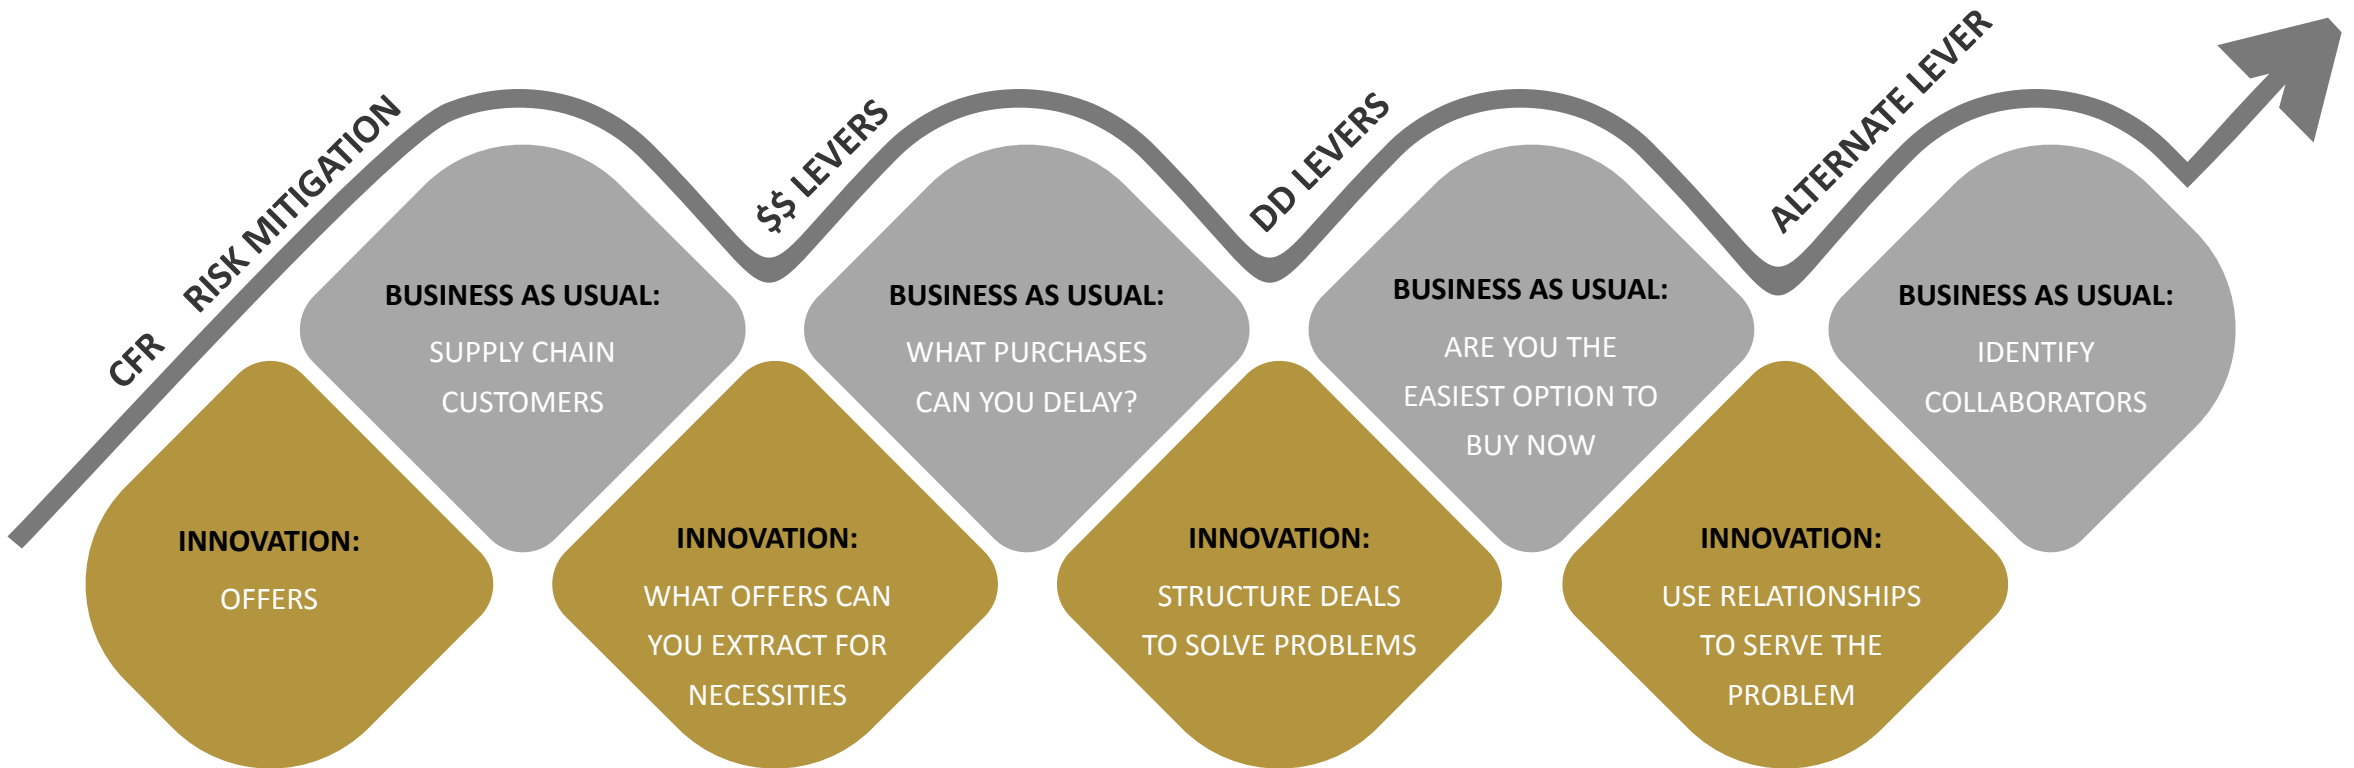 CFR RISK MITIGATION
INNOVATION:
OFFERS
BUSINESS AS USUAL:
SUPPLY CHAIN
CUSTOMERS
$$ LEVERS
INNOVATION:
WHAT OFFERS CAN
YOU EXTRACT FOR
NECESSITIES
BUSINESS AS USUAL:
WHAT PURCHASES
CAN YOU DELAY?
DD LEVERS
INNOVATION:
STRUCTURE DEALS
TO SOLVE PROBLEMS
BUSINESS AS USUAL:
ARE YOU THE
EASIEST OPTION TO
BUY NOW
ALTERNATE LEVER
INNOVATION:
USE RELATIONSHIPS
TO SERVE THE
PROBLEM
BUSINESS AS USUAL:
IDENTIFY
COLLABORATORS